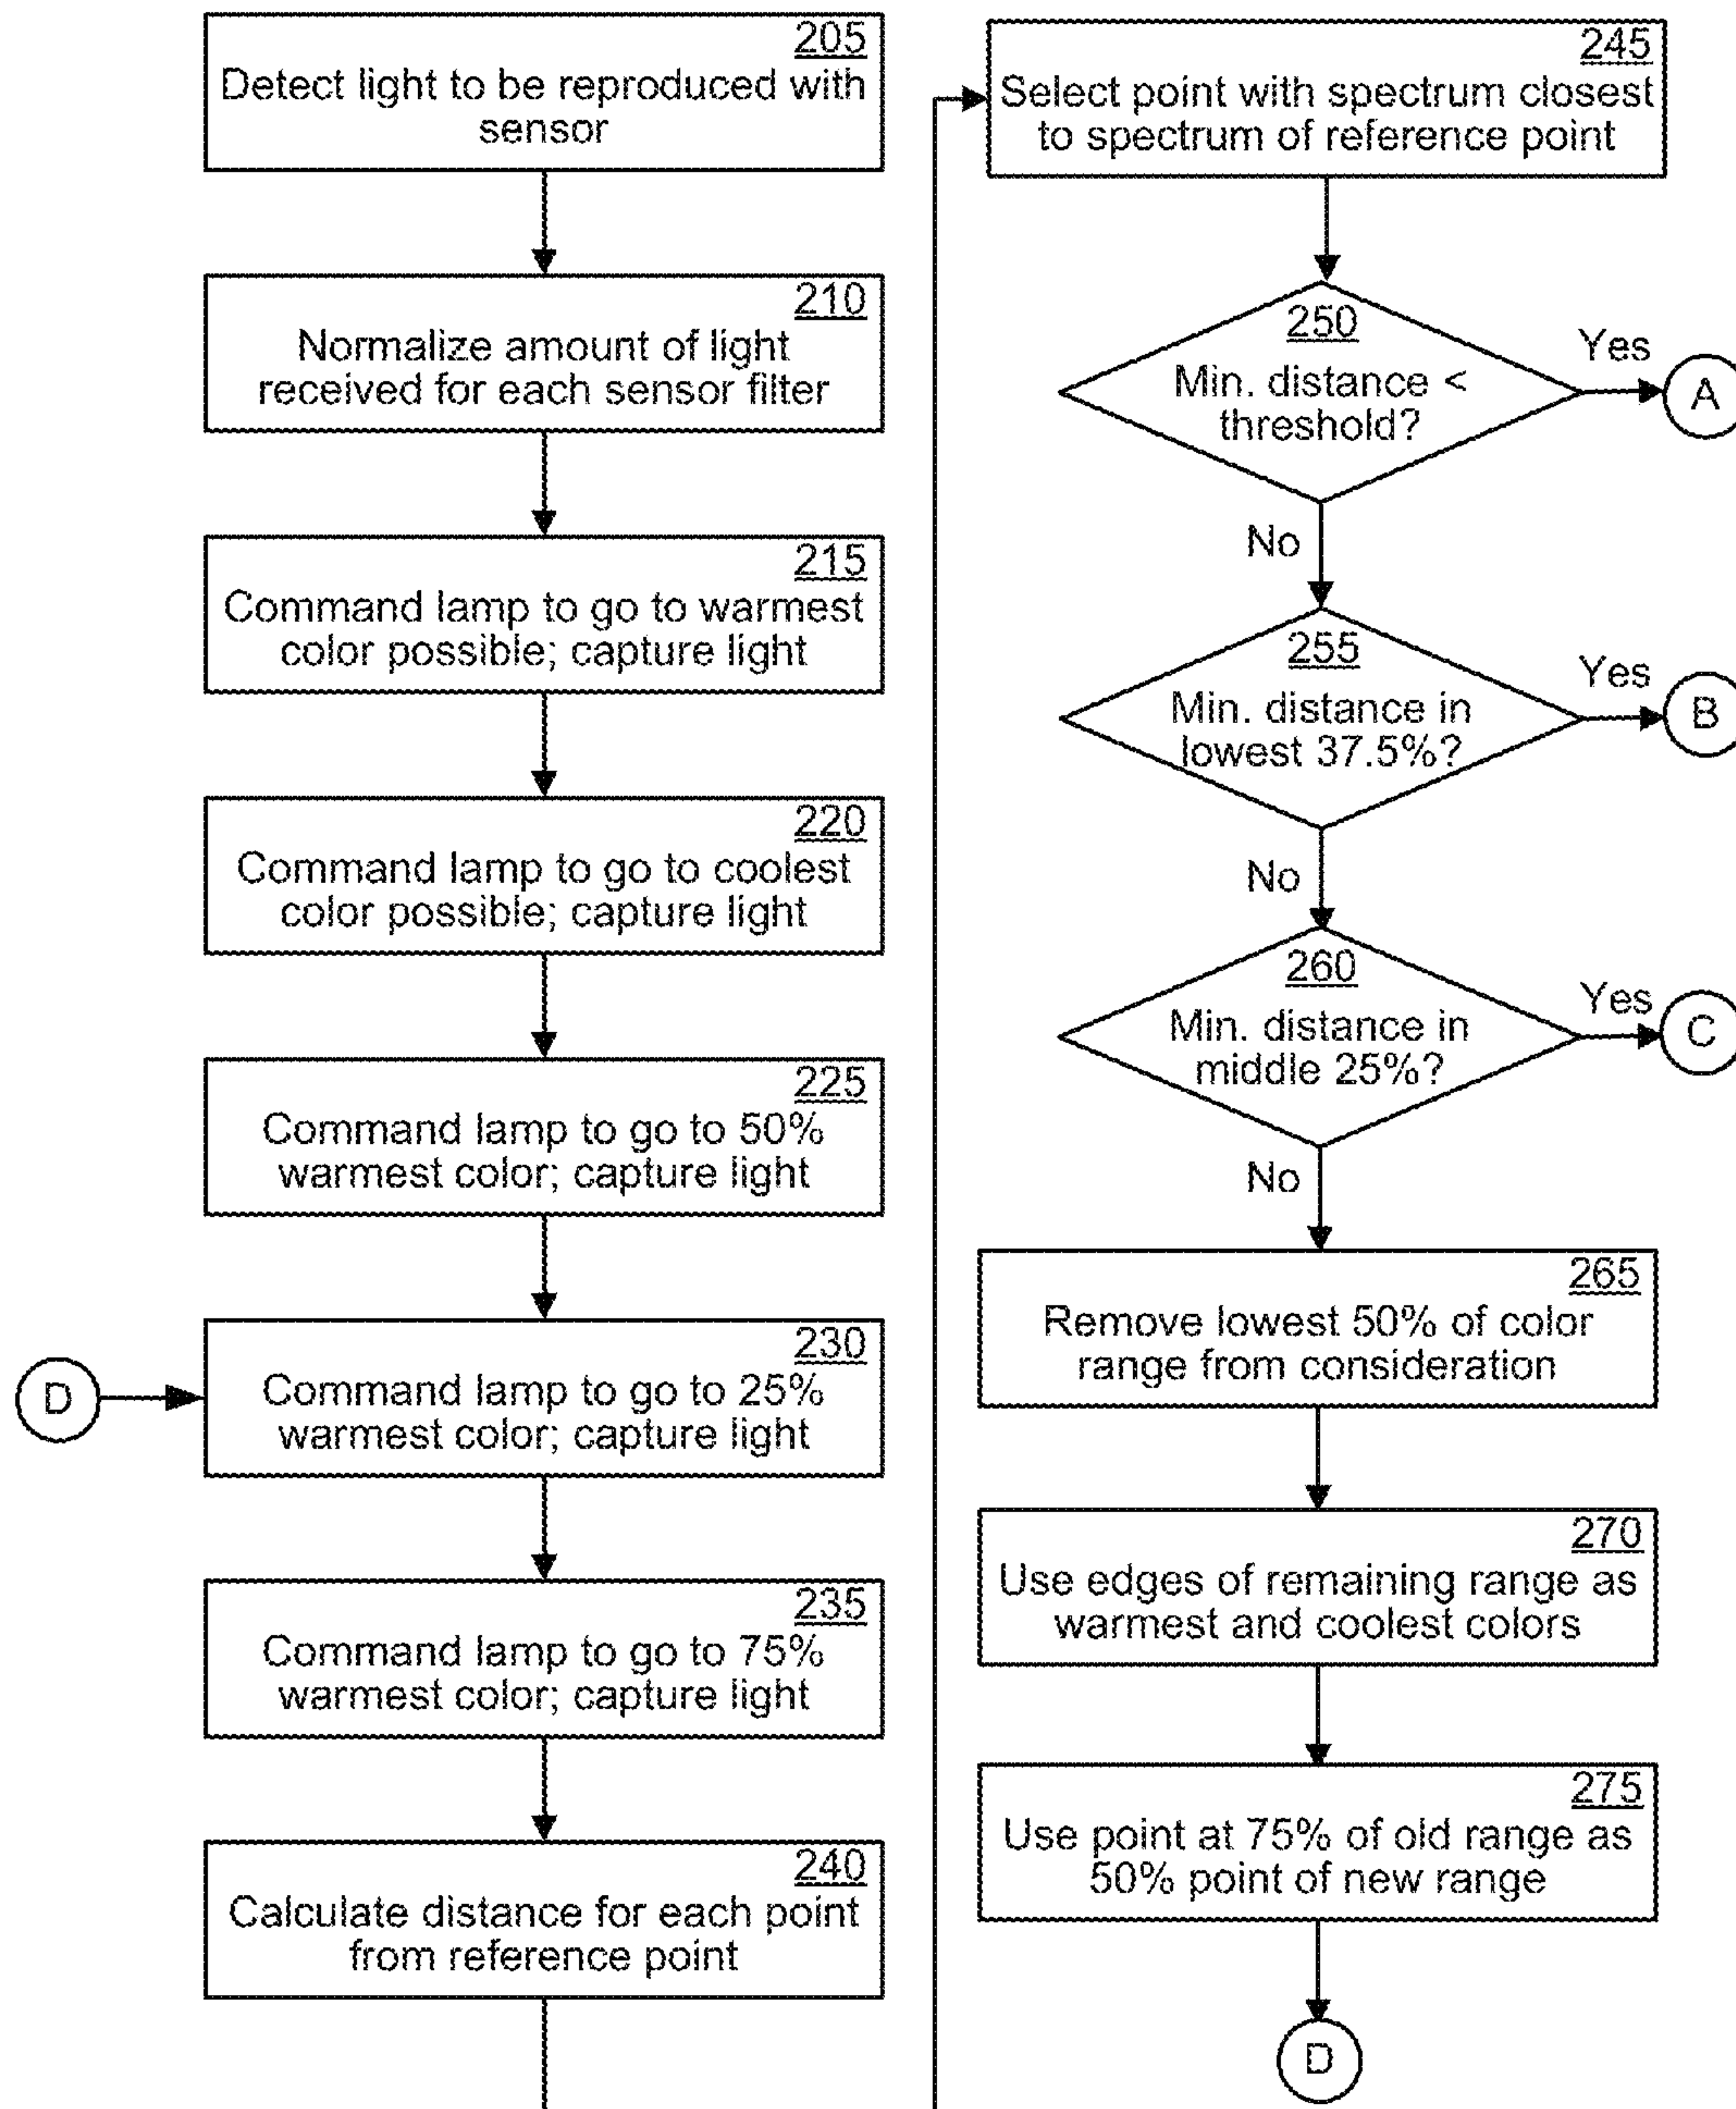 205
Detect light to be reproduced with
sensor
210
Normalize amount of light
received for each sensor filter
215
Command lamp to go to warmest
color possible; capture light
220
Command lamp to go to coolest
color possible; capture light
225
Command lamp to go to 50%
warmest color; capture light
D
230
Command lamp to go to 25%
warmest color; capture light
235
Command lamp to go to 75%
warmest color; capture light
240
Calculate distance for each point
from reference point
245
Select point with spectrum closest
to spectrum of reference point
250
Min. distance <
threshold?
Yes
A
No
255
Min. distance in
lowest 37.5%?
Yes
B
No
260
Min. distance in
middle 25%?
Yes
C
No
265
Remove lowest 50% of color
range from consideration
270
Use edges of remaining range as
warmest and coolest colors
275
Use point at 75% of old range as
50% point of new range
D